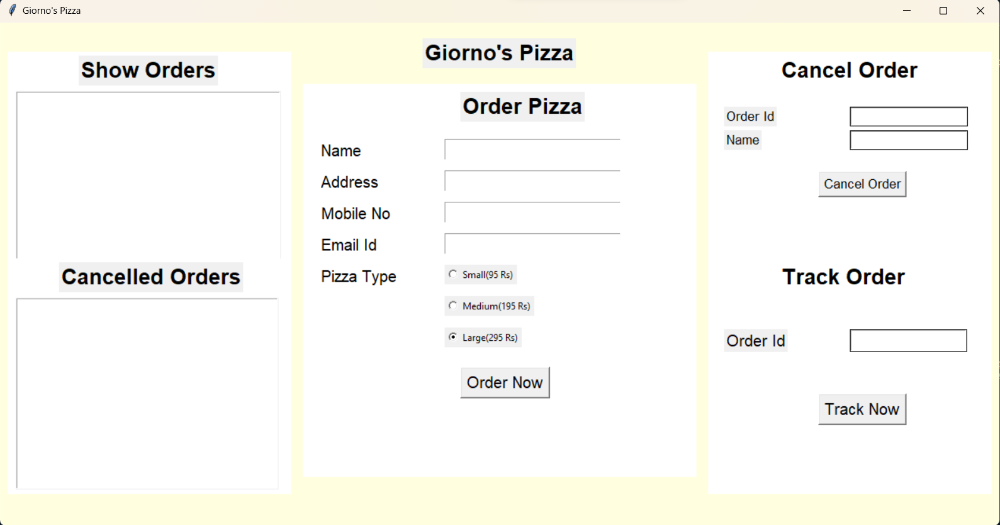 Giorno's Pizza
Giorno's Pizza
Show Orders
Cancelled Orders
Order Pizza
Name
Address
Mobile No
Email Id
Pizza Type
Small(95 Rs)
Medium(195 Rs)
Large(295 Rs)
Order Now
Cancel Order
Order Id
Name
Cancel Order
Track Order
Order Id
Track Now